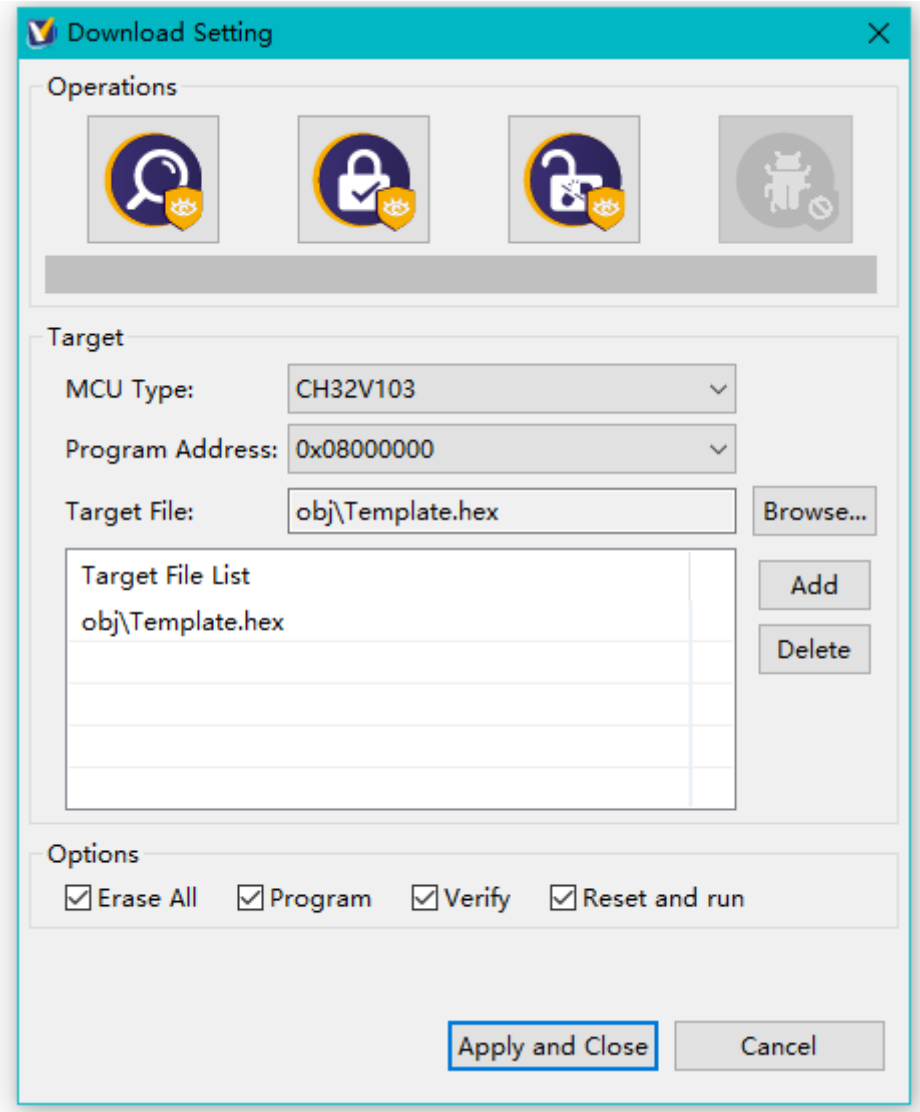 Download Setting
Operations
Target
MCU Type: CH32V103
Program Address: 0x08000000
Target File: obj\Template.hex Browse...
Target File List
Add
obj\Template.hex
Delete
Options
Erase All Program Verify Reset and run
Apply and Close Cancel